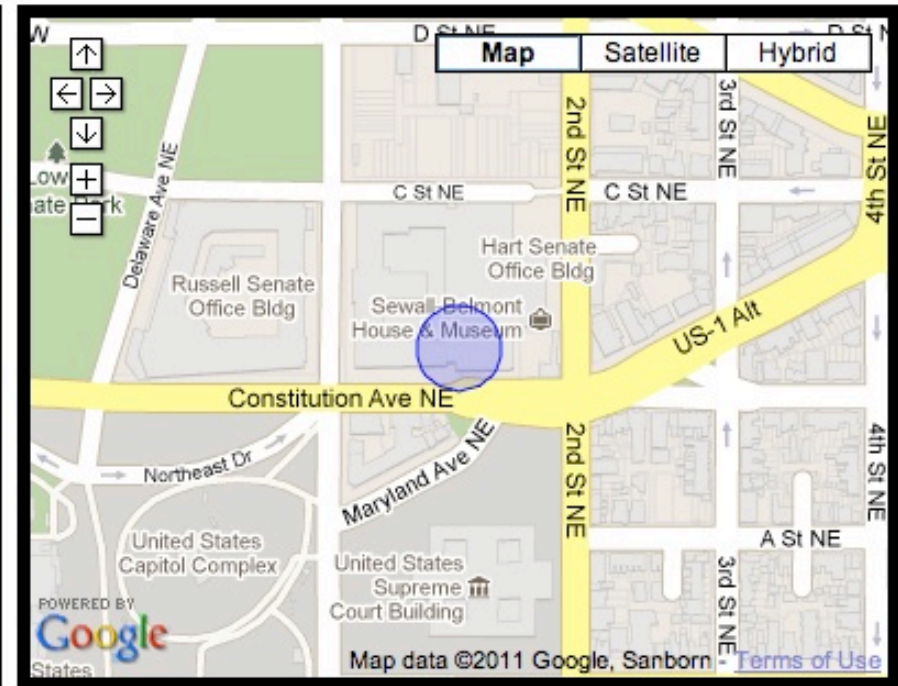 W
D St NE
D St N
Map
Satellite
Hybrid
2nd St NE
3rd St NE
4th St NE
Delaware Ave NE
Low
ate Park
C St NE
C St NE
Hart Senate
Office Bldg
Russell Senate
Office Bldg
Sewall-Belmont
House & Museum
US-1 Alt
Constitution Ave NE
Northeast Dr
Maryland Ave NE
2nd St NE
4th St NE
United States
Capitol Complex
A St NE
United States
Supreme
Court Building
3rd St NE
POWERED BY
Google
States
Map data ©2011 Google, Sanborn - Terms of Use